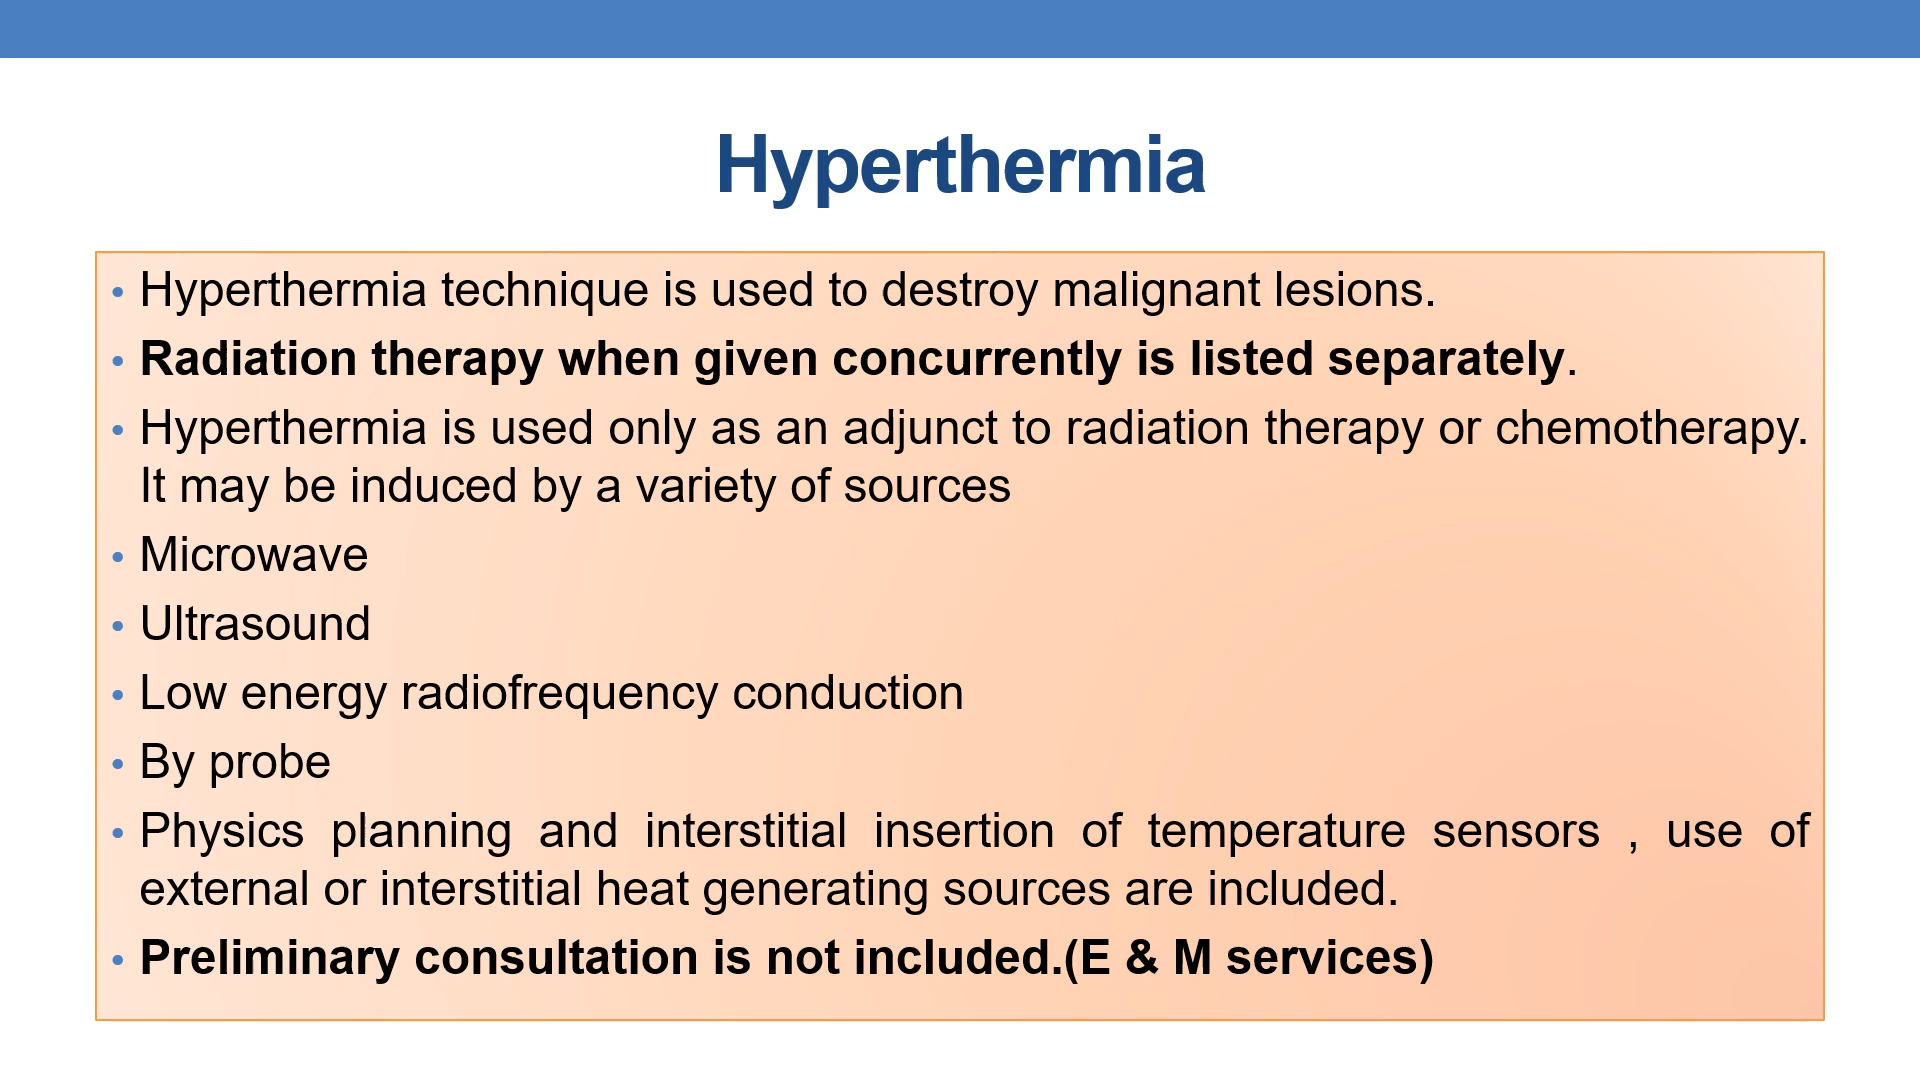 Hyperthermia
• Hyperthermia technique is used to destroy malignant lesions.
• Radiation therapy when given concurrently is listed separately.
• Hyperthermia is used only as an adjunct to radiation therapy or chemotherapy.
It may be induced by a variety of sources
• Microwave
• Ultrasound
• Low energy radiofrequency conduction
• By probe
• Physics planning and interstitial insertion of temperature sensors , use of
external or interstitial heat generating sources are included.
• Preliminary consultation is not included.(E & M services)